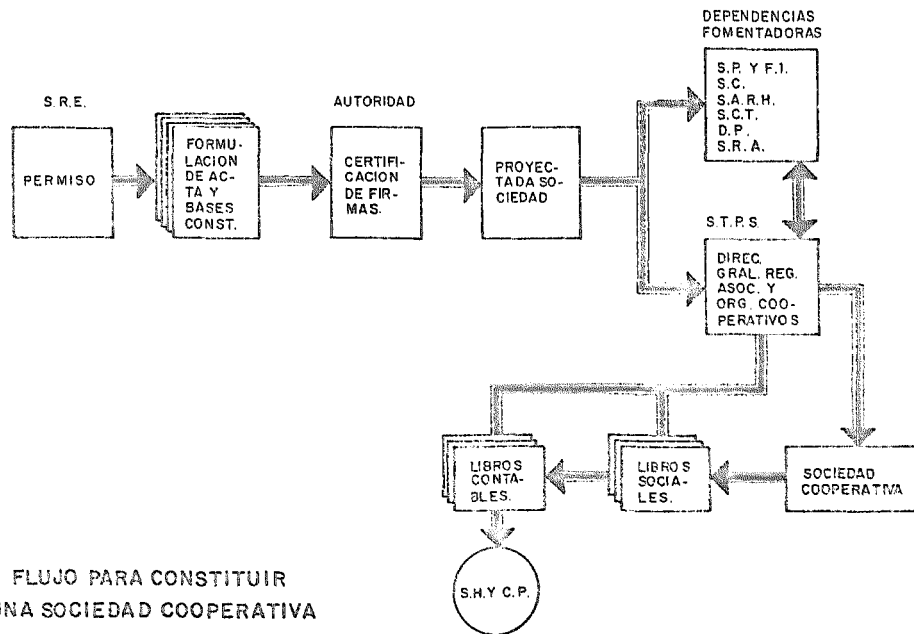 DEPENDENCIAS
FOMENTADORAS
S.P. Y F.I.
S.C.
S.A.R.H.
S.C.T.
D.P.
S.R.A.
S.R.E.
PERMISO
FORMU-
LACION
DE AC-
TA Y
BASES
CONST.
AUTORIDAD
CERTIFI-
CACION
DE FIR-
MAS.
PROYEC-
TADA SO-
CIEDAD
S.T.P.S.
DIREC.
GRAL. REG.
ASOC. Y
ORG. COO-
PERATIVOS
LIBROS
CONTA-
BLES.
LIBROS
SOCIA-
LES.
SOCIEDAD
COOPERATIVA
S.H. Y C.P.
FLUJO PARA CONSTITUIR
UNA SOCIEDAD COOPERATIVA